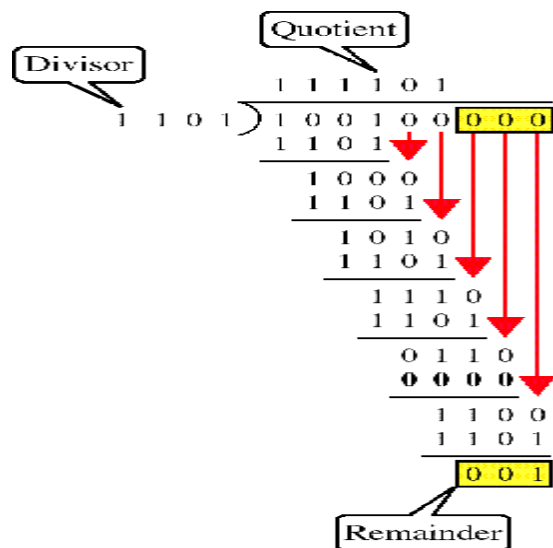 Quotient
Divisor
1 1 1 1 0 1
1 1 0 1 ) 1 0 0 1 0 0 0 0 0
1 1 0 1
1 0 0 0
1 1 0 1
1 0 1 0
1 1 0 1
1 1 1 0
1 1 0 1
0 1 1 0
0 0 0 0
1 1 0 0
1 1 0 1
0 0 1
Remainder